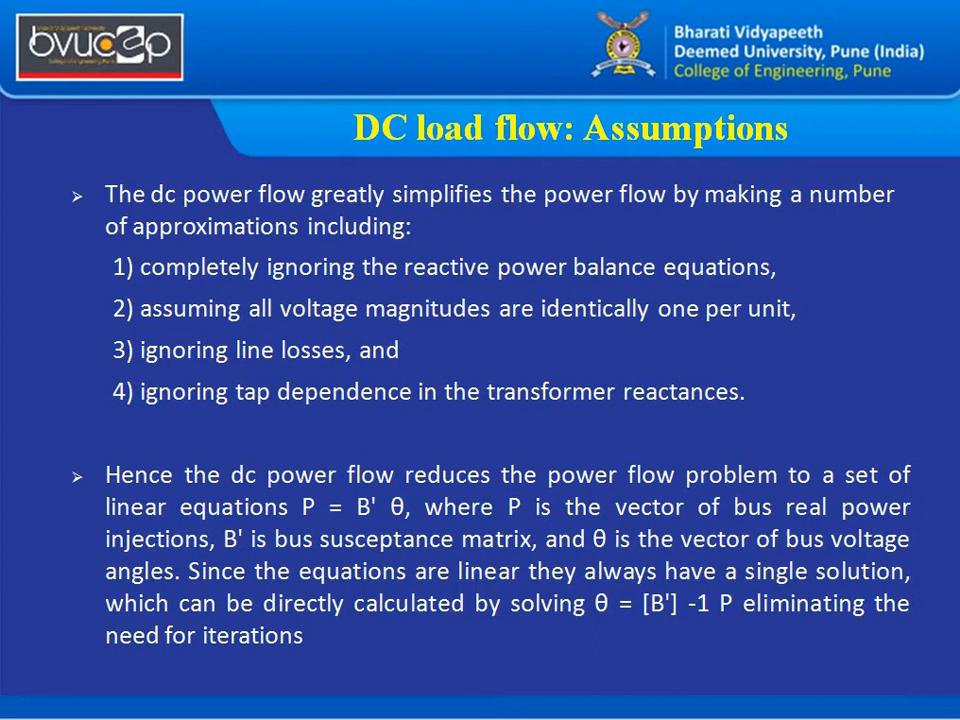 bvucoep
Bharati Vidyapeeth
Deemed University, Pune (India)
College of Engineering, Pune
DC load flow: Assumptions
➢ The dc power flow greatly simplifies the power flow by making a number
of approximations including:
1) completely ignoring the reactive power balance equations,
2) assuming all voltage magnitudes are identically one per unit,
3) ignoring line losses, and
4) ignoring tap dependence in the transformer reactances.
➢ Hence the dc power flow reduces the power flow problem to a set of
linear equations P = B' θ, where P is the vector of bus real power
injections, B' is bus susceptance matrix, and θ is the vector of bus voltage
angles. Since the equations are linear they always have a single solution,
which can be directly calculated by solving θ = [B'] -1 P eliminating the
need for iterations